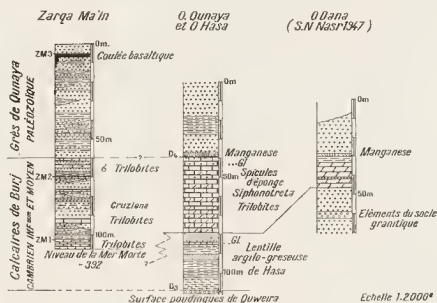 Zarqa Ma'in
O. Qunaya
et O Hasa
O Dana
(S.N Nasr 1947)
Grès de Qunaya
PALÉOZOÏQUE
Calcaires de Burj
CAMBRIEN INFeur ET MOYEN
ZM3
0m.
Coulée basaltique
50m
ZM2
6 Trilobites
Cruziana
Trilobites
100m.
ZM1
Trilobites
Niveau de la Mer Morte
- 392
?
?
0m
D4
Manganese
Gl
50m
Spicules
d'éponge
Siphonotreta
Trilobites
Gl.
Lentille
argilo-greseuse
de Hasa
100m
D3
Surface poudingues de Quweira
0m
Manganese
50m
Eléments du socle
granitique
Echelle 1:2000e